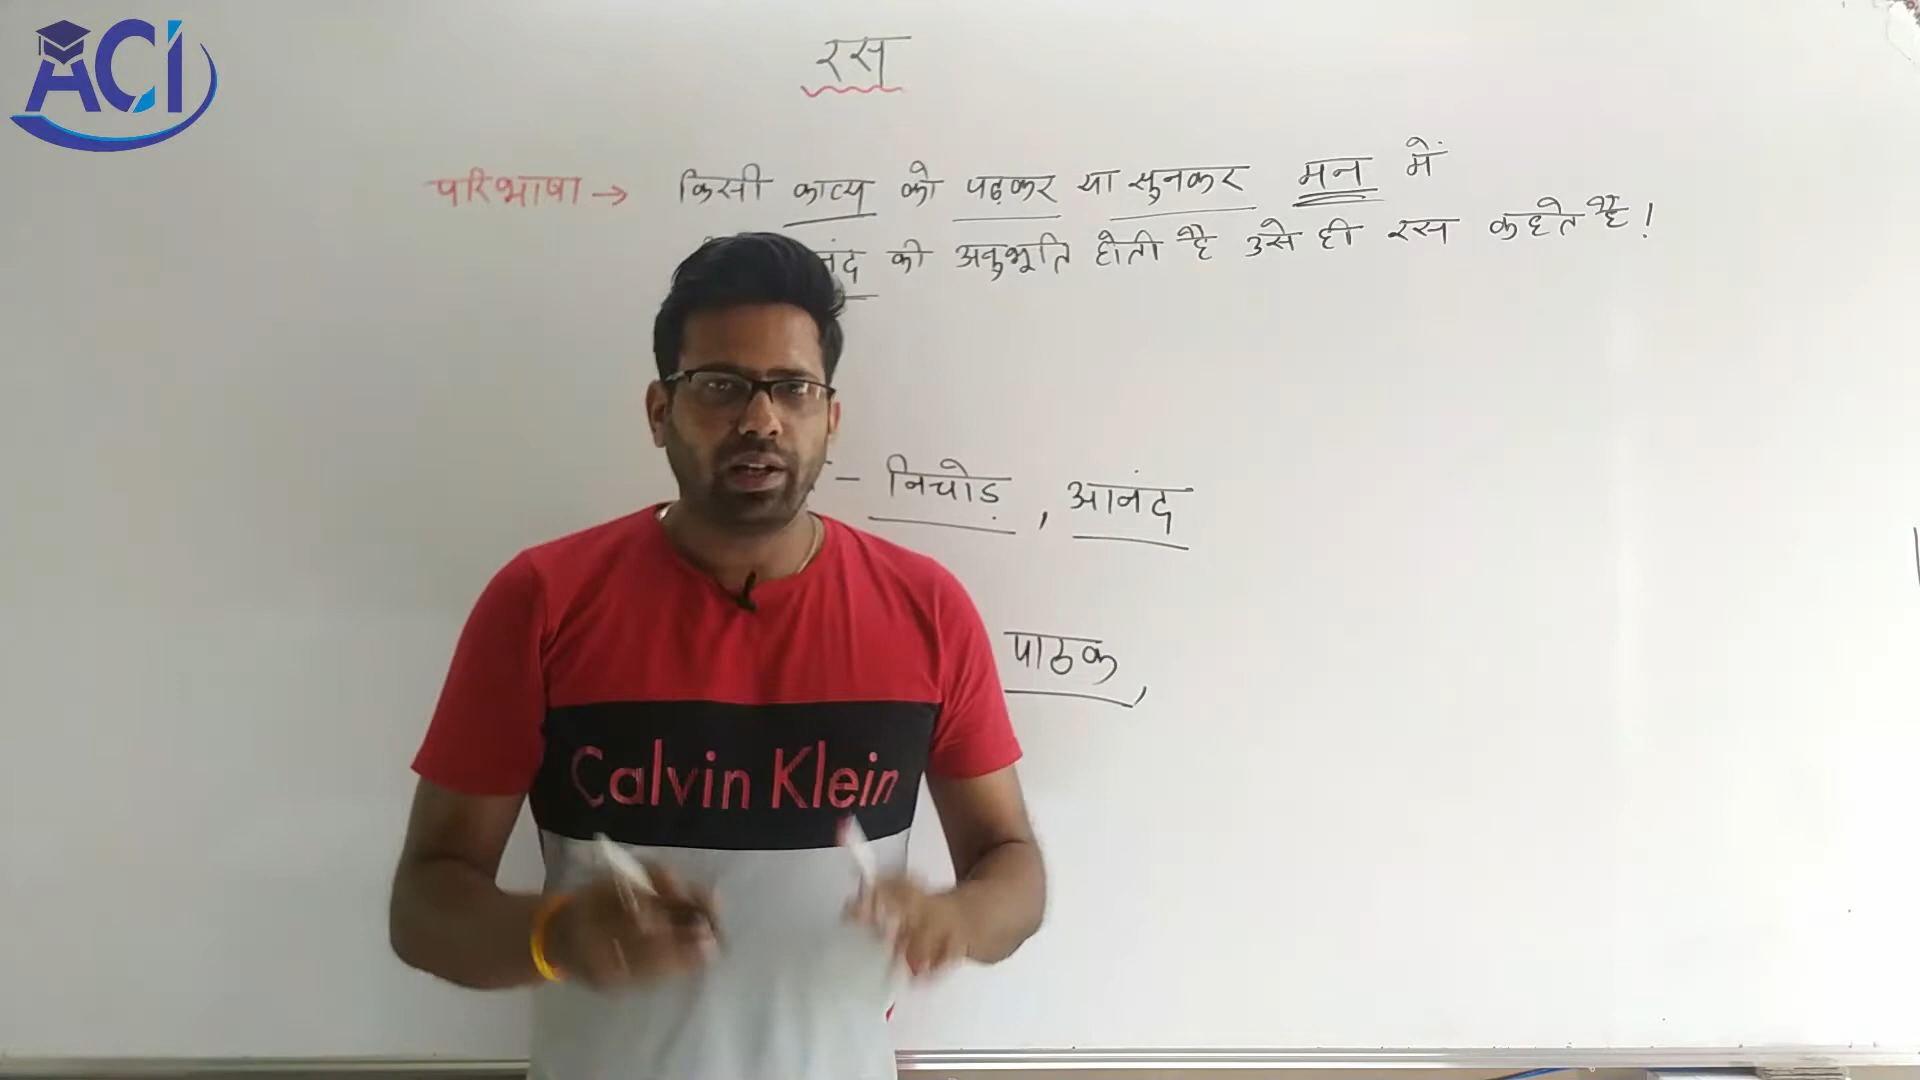 ACI
रस
परिभाषा → किसी काव्य को पढ़कर या सुनकर मन में
की अनुभूति होती है उसे ही रस कहते है!
- निचोड़, आनंद
पाठक,
Calvin Klein